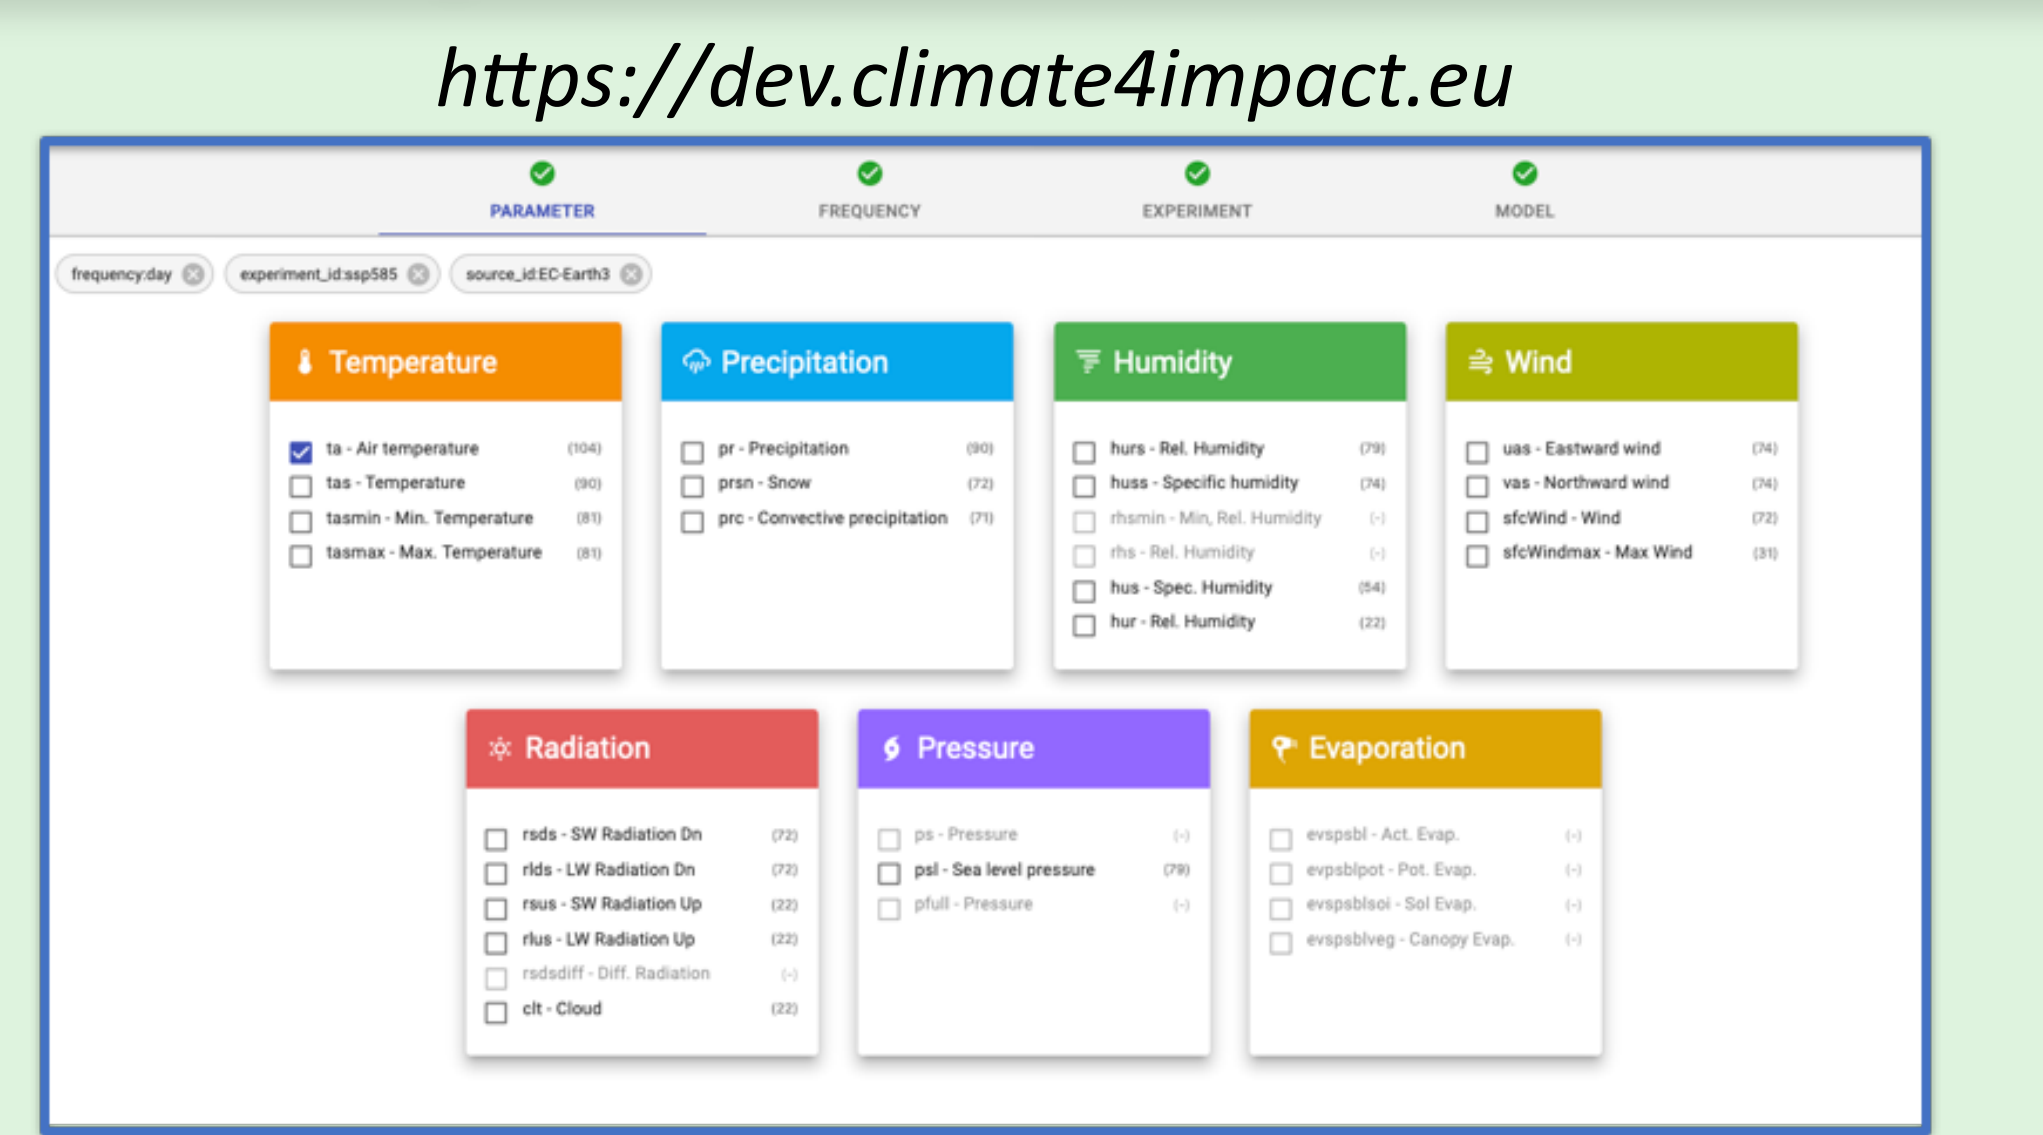 https://dev.climate4impact.eu
PARAMETER FREQUENCY EXPERIMENT MODEL
frequency:day experiment_id:ssp585 source_id:EC-Earth3
Temperature
ta - Air temperature (104)
tas - Temperature (90)
tasmin - Min. Temperature (81)
tasmax - Max. Temperature (81)
Precipitation
pr - Precipitation (90)
prsn - Snow (72)
prc - Convective precipitation (71)
Humidity
hurs - Rel. Humidity (79)
huss - Specific humidity (74)
rhsmin - Min, Rel. Humidity (-)
rhs - Rel. Humidity (-)
hus - Spec. Humidity (54)
hur - Rel. Humidity (22)
Wind
uas - Eastward wind (74)
vas - Northward wind (74)
sfcWind - Wind (72)
sfcWindmax - Max Wind (31)
Radiation
rsds - SW Radiation Dn (72)
rlds - LW Radiation Dn (72)
rsus - SW Radiation Up (22)
rlus - LW Radiation Up (22)
rsdsdiff - Diff. Radiation (-)
clt - Cloud (22)
Pressure
ps - Pressure (-)
psl - Sea level pressure (79)
pfull - Pressure (-)
Evaporation
evspsbl - Act. Evap. (-)
evpsblpot - Pot. Evap. (-)
evspsblsoi - Sol Evap. (-)
evspsblveg - Canopy Evap. (-)